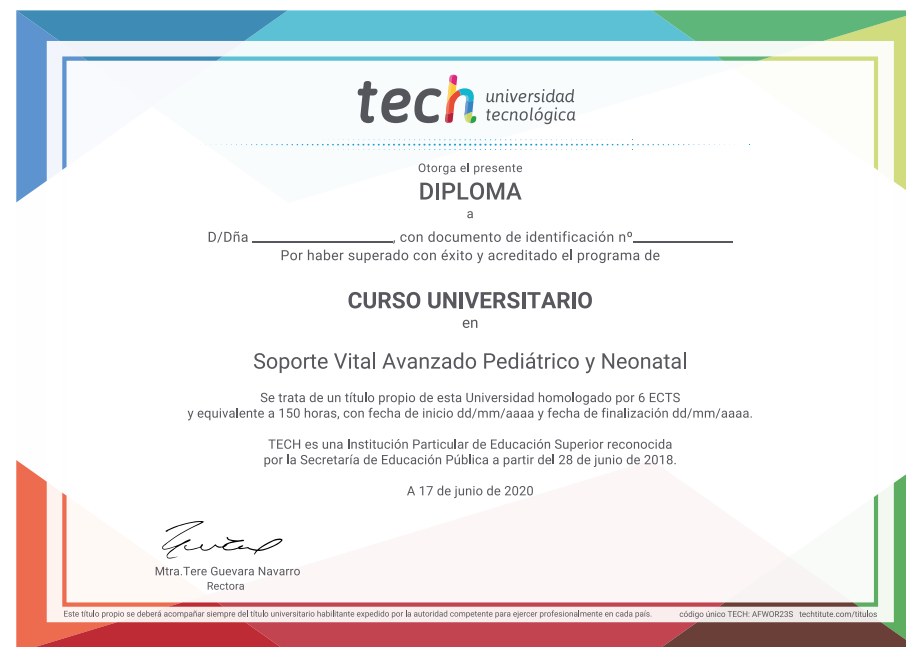 tech universidad
tecnológica
Otorga el presente
DIPLOMA
a
D/Dña ____________________, con documento de identificación nº______________
Por haber superado con éxito y acreditado el programa de
CURSO UNIVERSITARIO
en
Soporte Vital Avanzado Pediátrico y Neonatal
Se trata de un título propio de esta Universidad homologado por 6 ECTS
y equivalente a 150 horas, con fecha de inicio dd/mm/aaaa y fecha de finalización dd/mm/aaaa.
TECH es una Institución Particular de Educación Superior reconocida
por la Secretaría de Educación Pública a partir del 28 de junio de 2018.
A 17 de junio de 2020
Mtra.Tere Guevara Navarro
Rectora
Este título propio se deberá acompañar siempre del título universitario habilitante expedido por la autoridad competente para ejercer profesionalmente en cada país. código único TECH: AFWOR23S techtitute.com/títulos